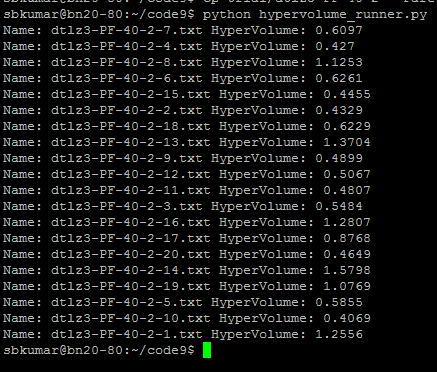 sbkumar@bn20-80:~/code9$ python hypervolume_runner.py
Name: dtlz3-PF-40-2-7.txt HyperVolume: 0.6097
Name: dtlz3-PF-40-2-4.txt HyperVolume: 0.427
Name: dtlz3-PF-40-2-8.txt HyperVolume: 1.1253
Name: dtlz3-PF-40-2-6.txt HyperVolume: 0.6261
Name: dtlz3-PF-40-2-15.txt HyperVolume: 0.4455
Name: dtlz3-PF-40-2-2.txt HyperVolume: 0.4329
Name: dtlz3-PF-40-2-18.txt HyperVolume: 0.6229
Name: dtlz3-PF-40-2-13.txt HyperVolume: 1.3704
Name: dtlz3-PF-40-2-9.txt HyperVolume: 0.4899
Name: dtlz3-PF-40-2-12.txt HyperVolume: 0.5067
Name: dtlz3-PF-40-2-11.txt HyperVolume: 0.4807
Name: dtlz3-PF-40-2-3.txt HyperVolume: 0.5484
Name: dtlz3-PF-40-2-16.txt HyperVolume: 1.2807
Name: dtlz3-PF-40-2-17.txt HyperVolume: 0.8768
Name: dtlz3-PF-40-2-20.txt HyperVolume: 0.4649
Name: dtlz3-PF-40-2-14.txt HyperVolume: 1.5798
Name: dtlz3-PF-40-2-19.txt HyperVolume: 1.0769
Name: dtlz3-PF-40-2-5.txt HyperVolume: 0.5855
Name: dtlz3-PF-40-2-10.txt HyperVolume: 0.4069
Name: dtlz3-PF-40-2-1.txt HyperVolume: 1.2556
sbkumar@bn20-80:~/code9$